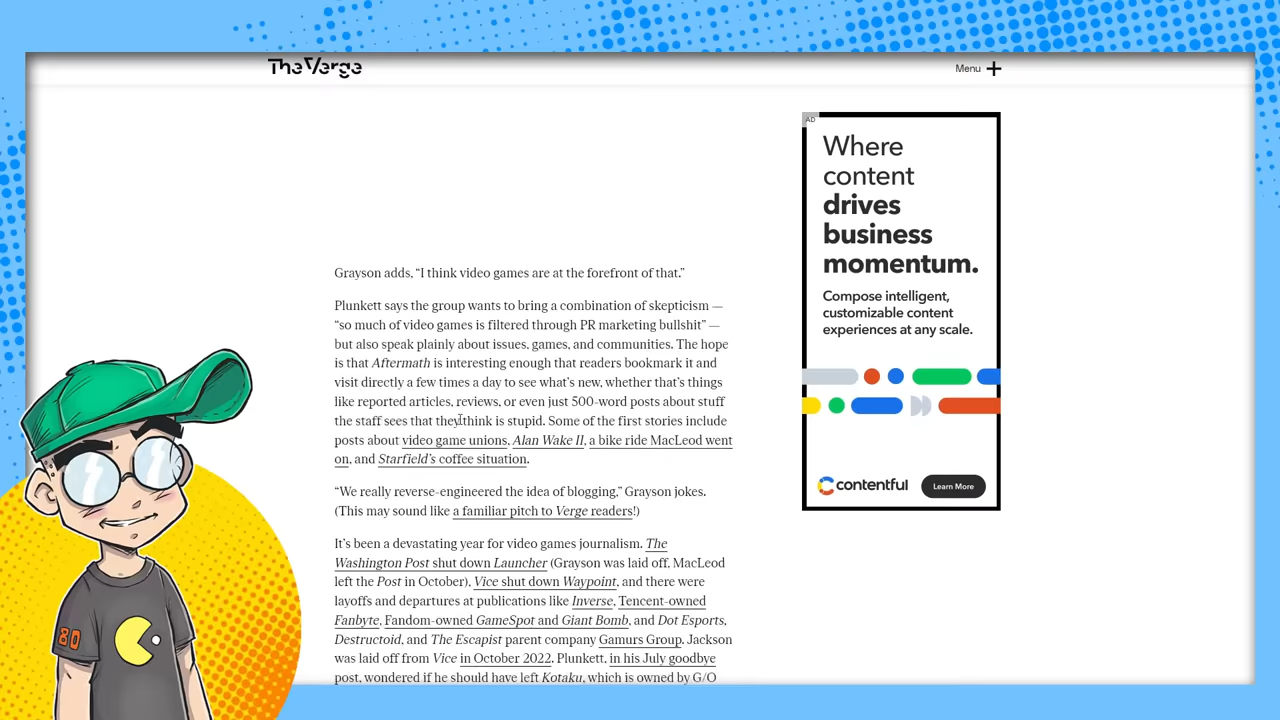 The Verge
Menu
Grayson adds, “I think video games are at the forefront of that.”
Plunkett says the group wants to bring a combination of skepticism —
“so much of video games is filtered through PR marketing bullshit” —
but also speak plainly about issues, games, and communities. The hope
is that Aftermath is interesting enough that readers bookmark it and
visit directly a few times a day to see what’s new, whether that’s things
like reported articles, reviews, or even just 500-word posts about stuff
the staff sees that they think is stupid. Some of the first stories include
posts about video game unions, Alan Wake II, a bike ride MacLeod went
on, and Starfield’s coffee situation.
“We really reverse-engineered the idea of blogging,” Grayson jokes.
(This may sound like a familiar pitch to Verge readers!)
It’s been a devastating year for video games journalism. The
Washington Post shut down Launcher (Grayson was laid off. MacLeod
left the Post in October), Vice shut down Waypoint, and there were
layoffs and departures at publications like Inverse, Tencent-owned
Fanbyte, Fandom-owned GameSpot and Giant Bomb, and Dot Esports,
Destructoid, and The Escapist parent company Gamurs Group. Jackson
was laid off from Vice in October 2022. Plunkett, in his July goodbye
post, wondered if he should have left Kotaku, which is owned by G/O
AD
Where
content
drives
business
momentum.
Compose intelligent,
customizable content
experiences at any scale.
contentful
Learn More
80